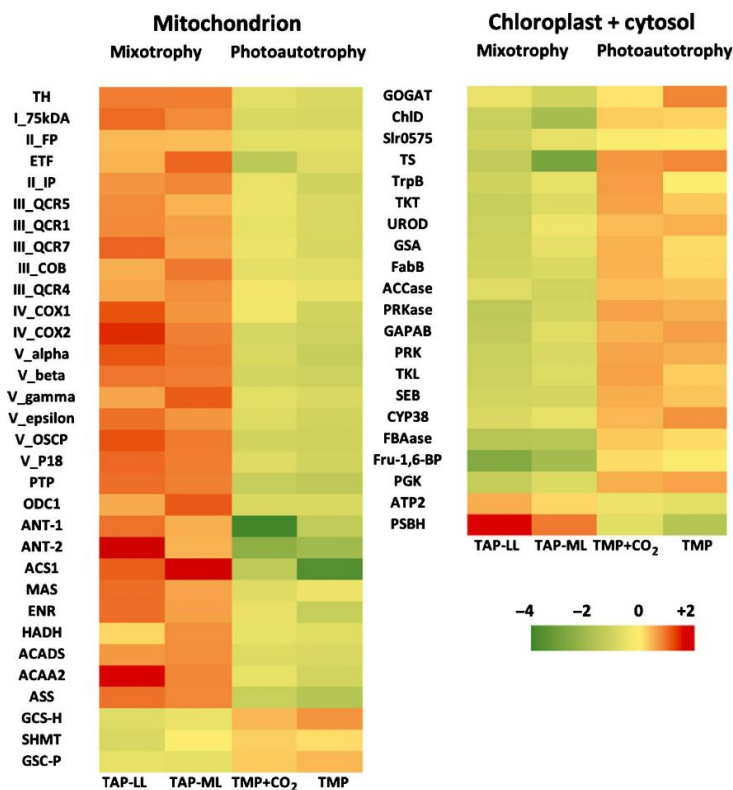 Mitochondrion
Mixotrophy Photoautotrophy
TH
I_75kDA
II_FP
ETF
II_IP
III_QCR5
III_QCR1
III_QCR7
III_COB
III_QCR4
IV_COX1
IV_COX2
V_alpha
V_beta
V_gamma
V_epsilon
V_OSCP
V_P18
PTP
ODC1
ANT-1
ANT-2
ACS1
MAS
ENR
HADH
ACADS
ACAA2
ASS
GCS-H
SHMT
GSC-P
TAP-LL TAP-ML TMP+CO₂ TMP
Chloroplast + cytosol
Mixotrophy Photoautotrophy
GOGAT
ChlD
Slr0575
TS
TrpB
TKT
UROD
GSA
FabB
ACCase
PRKase
GAPAB
PRK
TKL
SEB
CYP38
FBAase
Fru-1,6-BP
PGK
ATP2
PSBH
TAP-LL TAP-ML TMP+CO₂ TMP
−4 −2 0 +2